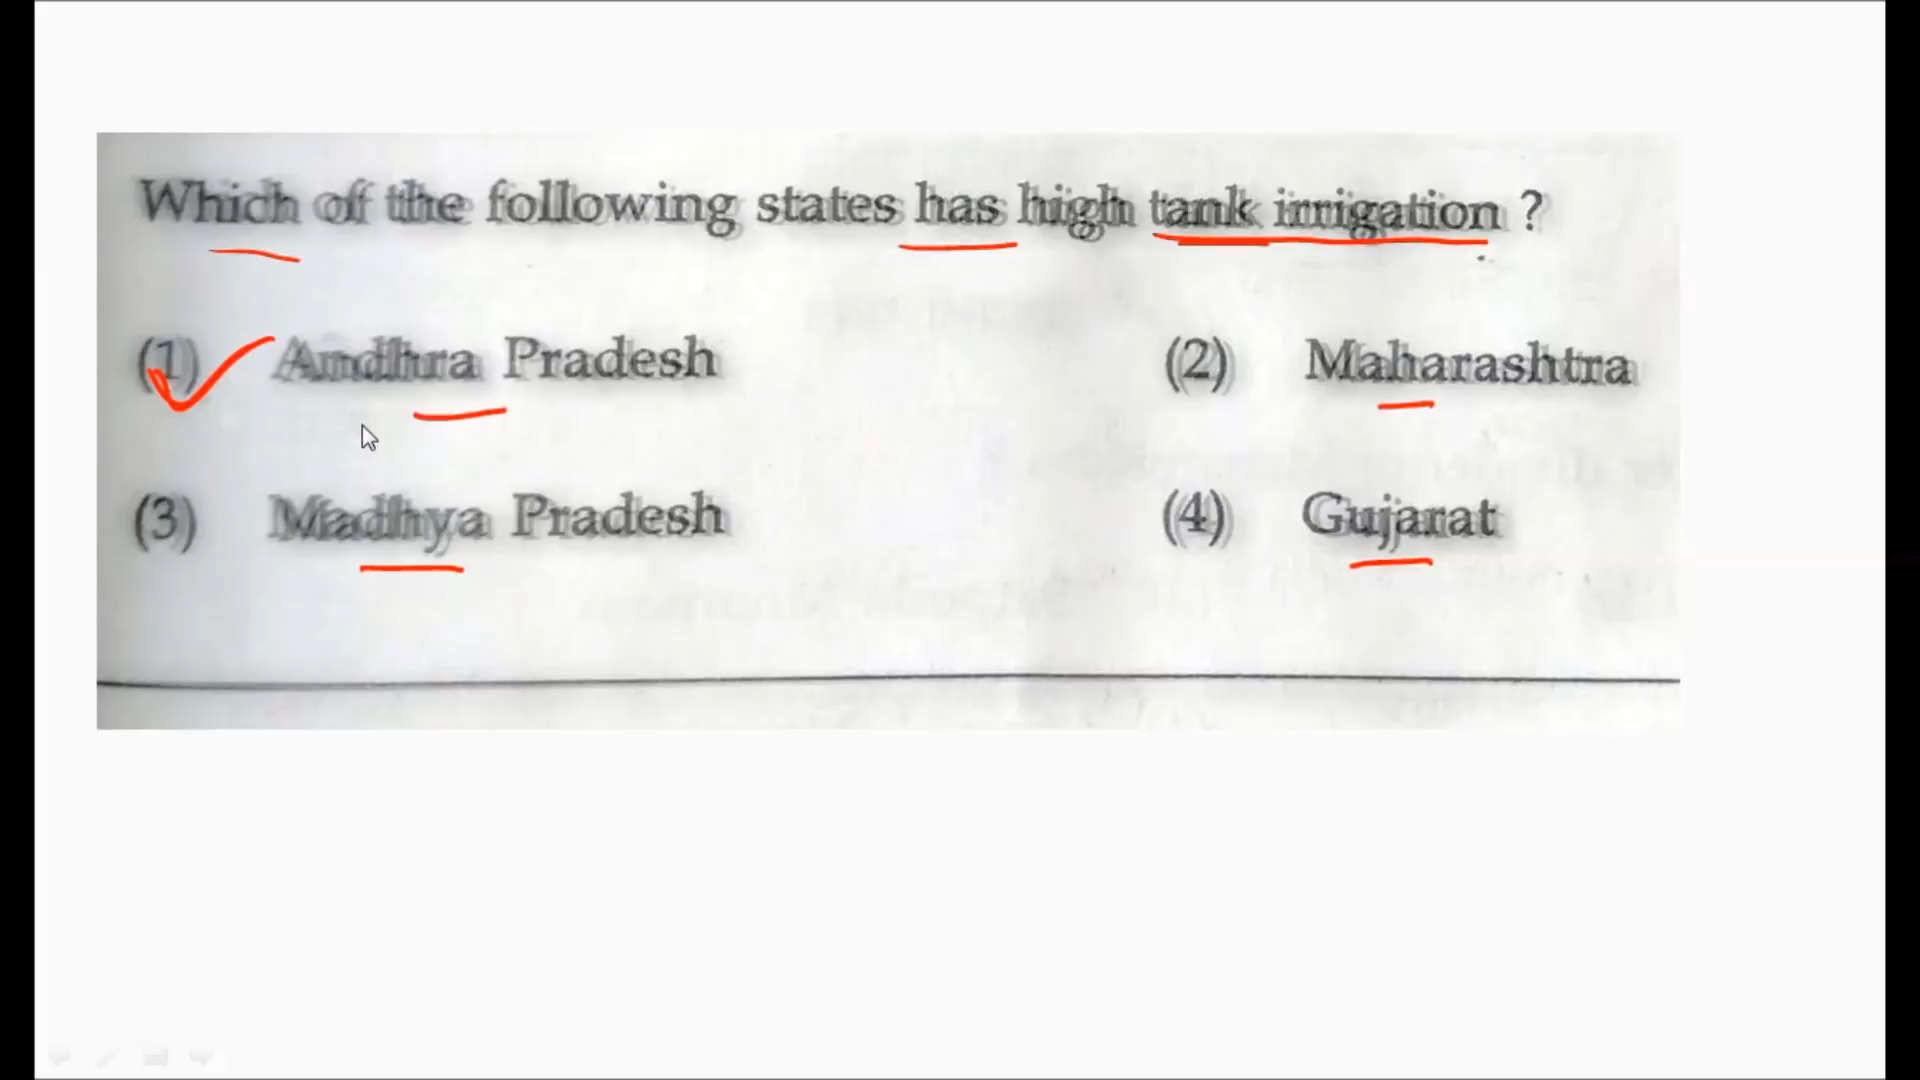 Which of the following states has high tank irrigation ?
(1) Andhra Pradesh (2) Maharashtra
(3) Madhya Pradesh (4) Gujarat